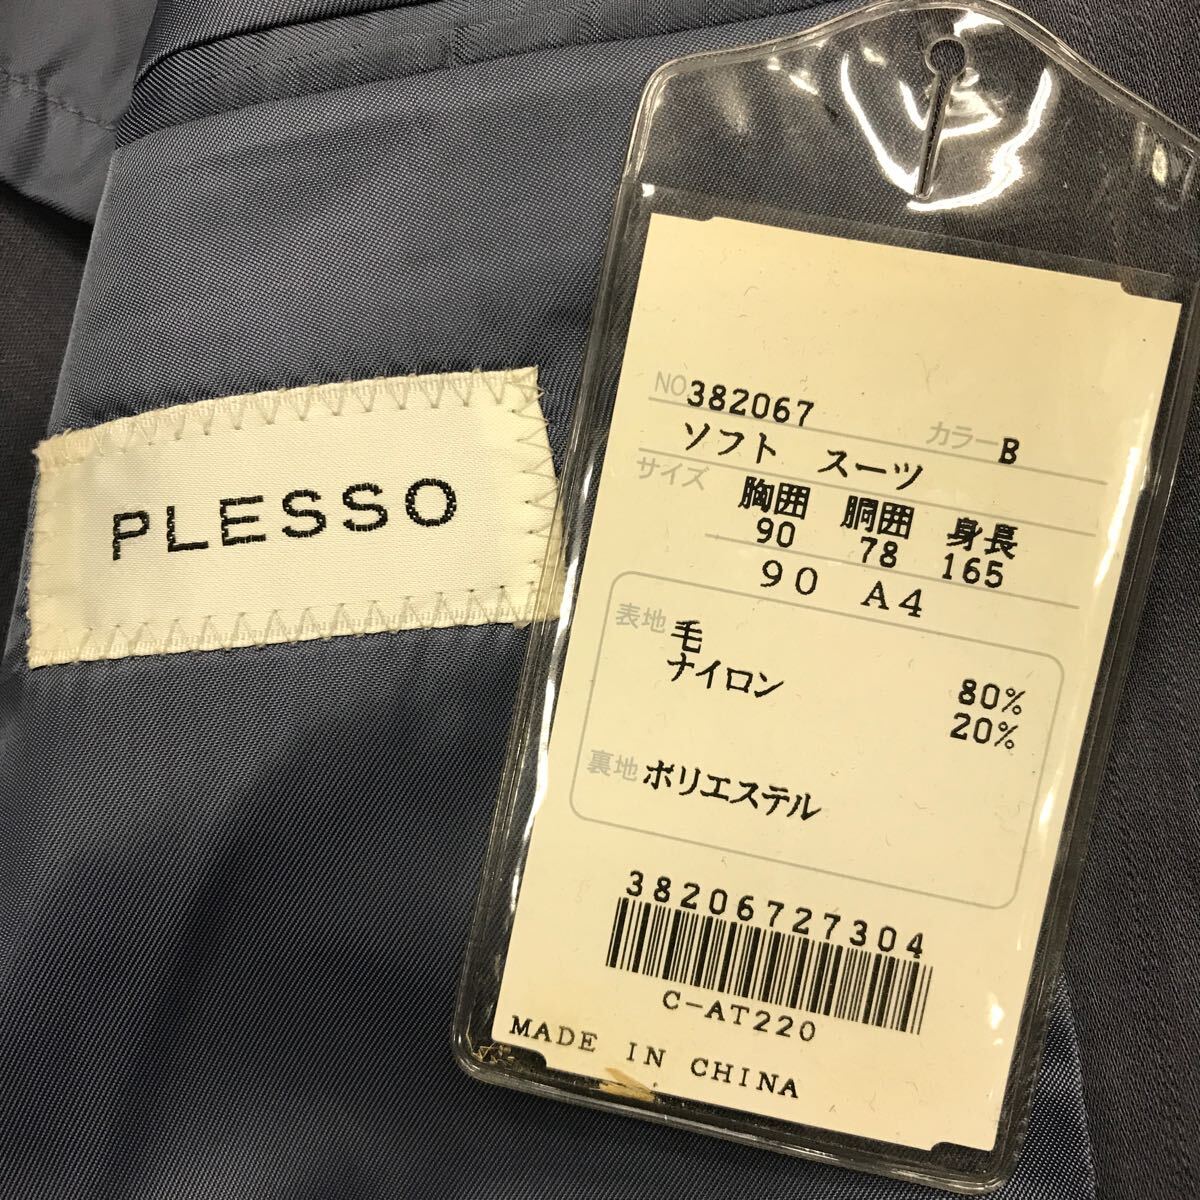 PLESSO
NO 382067 カラー B
ソフト スーツ
サイズ 胸囲 胴囲 身長
90 78 165
90 A4
表地 毛 80%
ナイロン 20%
裏地 ポリエステル
38206727304
C-AT220
MADE IN CHINA